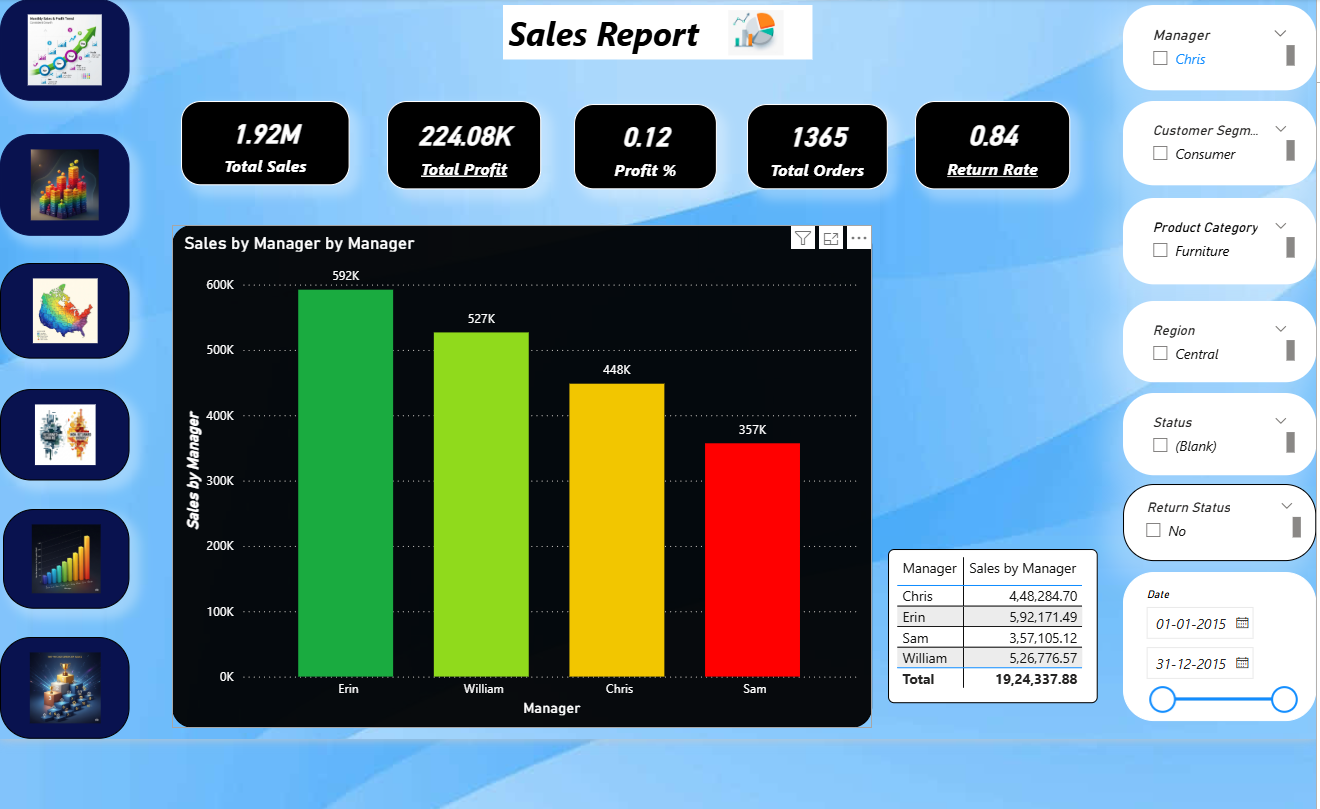 Sales Report
1.92M
Total Sales
224.08K
Total Profit
0.12
Profit %
1365
Total Orders
0.84
Return Rate
Sales by Manager by Manager
Sales by Manager
600K
500K
400K
300K
200K
100K
0K
592K
527K
448K
357K
Erin
William
Chris
Sam
Manager
Manager Sales by Manager
Chris 4,48,284.70
Erin 5,92,171.49
Sam 3,57,105.12
William 5,26,776.57
Total 19,24,337.88
Manager
Chris
Customer Segm...
Consumer
Product Category
Furniture
Region
Central
Status
(Blank)
Return Status
No
Date
01-01-2015
31-12-2015